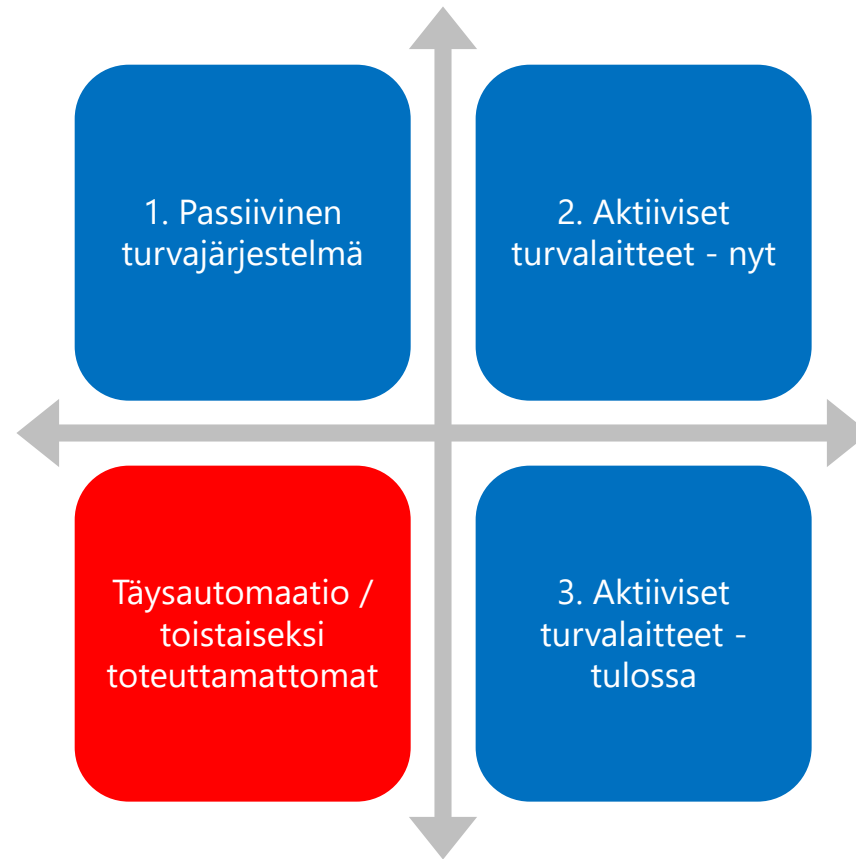 1. Passiivinen
turvajärjestelmä
2. Aktiiviset
turvalaitteet - nyt
Täysautomaatio /
toistaiseksi
toteuttamattomat
3. Aktiiviset
turvalaitteet -
tulossa